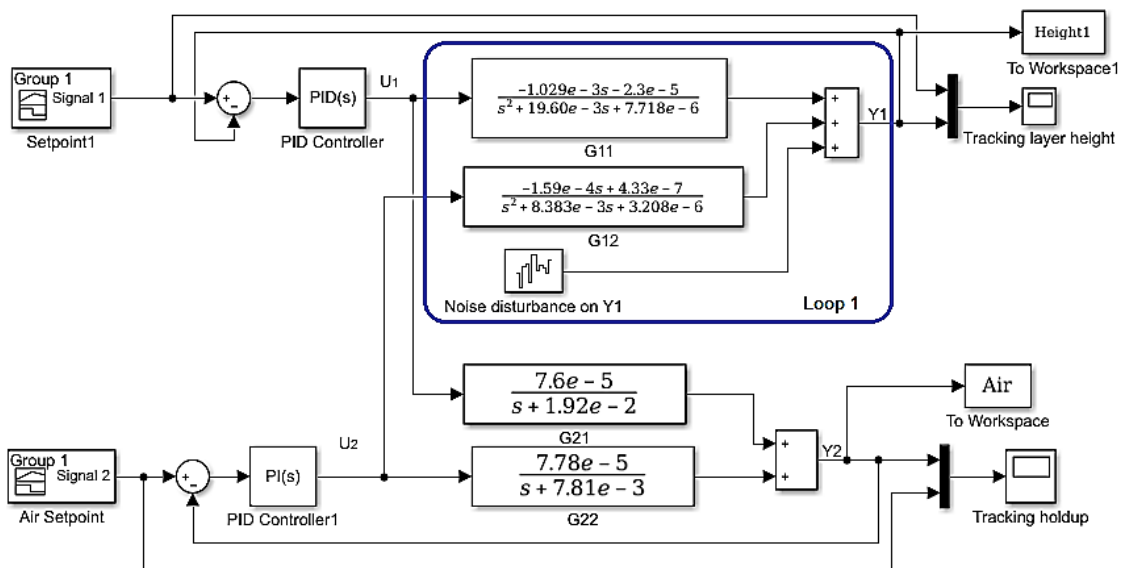 Group 1
Signal 1
Setpoint1
+
-
PID(s)
PID Controller
U1
-1.029e - 3s - 2.3e - 5
s² + 19.60e - 3s + 7.718e - 6
G11
-1.59e - 4s + 4.33e - 7
s² + 8.383e - 3s + 3.208e - 6
G12
Noise disturbance on Y1
Loop 1
+
+
+
Y1
Height1
To Workspace1
Tracking layer height
7.6e - 5
s + 1.92e - 2
G21
7.78e - 5
s + 7.81e - 3
G22
+
+
Y2
Air
To Workspace
Tracking holdup
Group 1
Signal 2
Air Setpoint
+
-
PI(s)
PID Controller1
U2